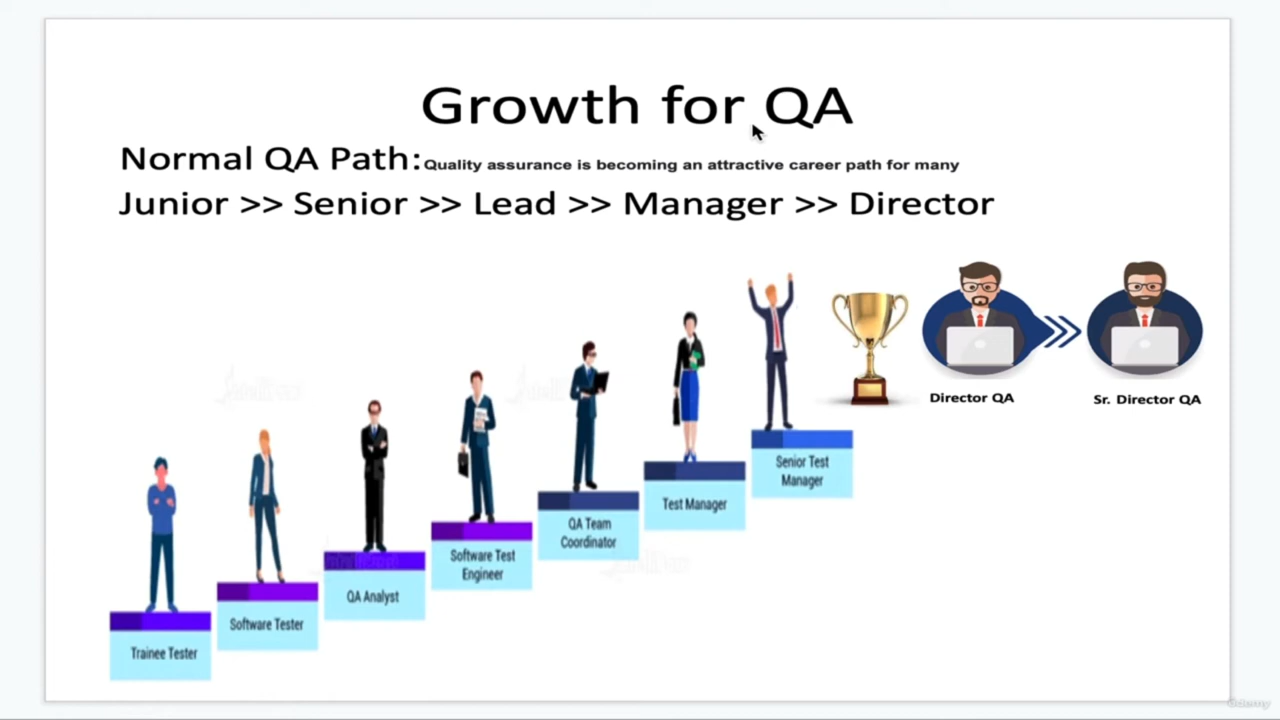 Growth for QA
Normal QA Path: Quality assurance is becoming an attractive career path for many
Junior >> Senior >> Lead >> Manager >> Director
Director QA
Sr. Director QA
Senior Test
Manager
Test Manager
QA Team
Coordinator
Software Test
Engineer
QA Analyst
Software Tester
Trainee Tester
Udemy